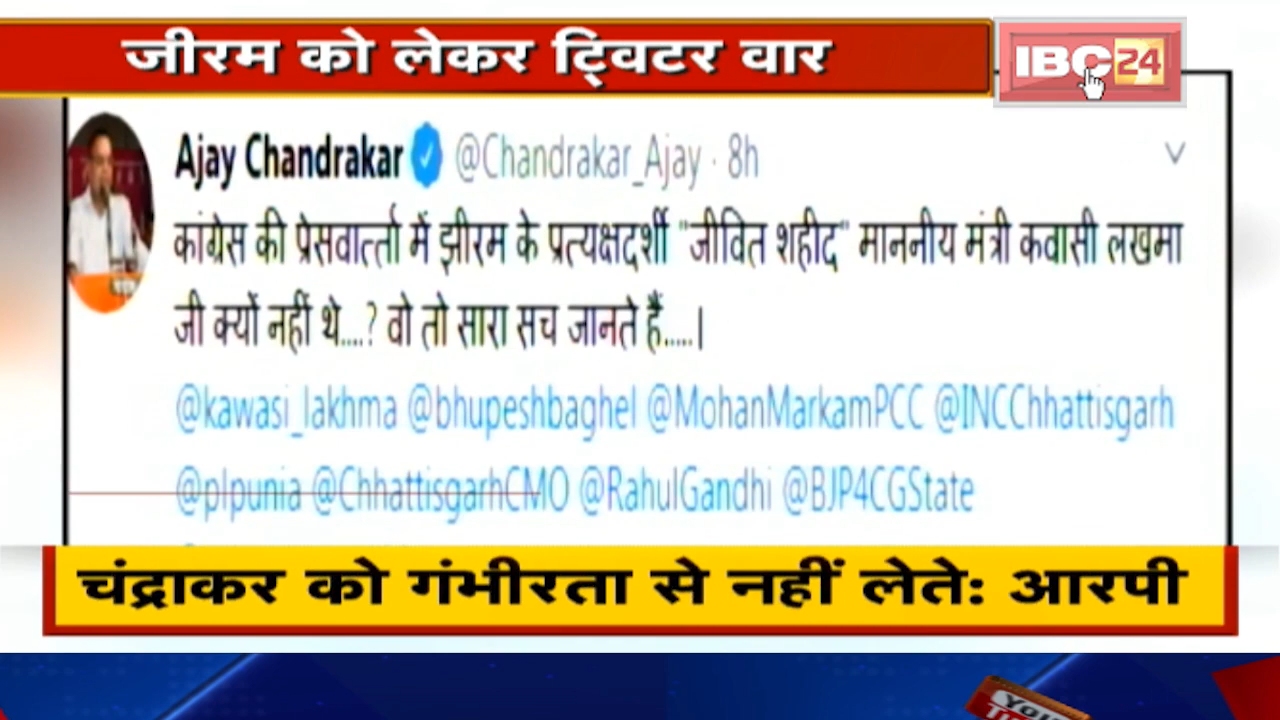 जीरम को लेकर ट्विटर वार
IBC24
Ajay Chandrakar @Chandrakar_Ajay · 8h
कांग्रेस की प्रेसवार्त्ता में झीरम के प्रत्यक्षदर्शी "जीवित शहीद" माननीय मंत्री कवासी लखमा
जी क्यों नहीं थे....? वो तो सारा सच जानते हैं.....|
@kawasi_lakhma @bhupeshbaghel @MohanMarkamPCC @INCChhattisgarh
@plpunia @ChhattisgarhCMO @RahulGandhi @BJP4CGState
चंद्राकर को गंभीरता से नहीं लेते: आरपी